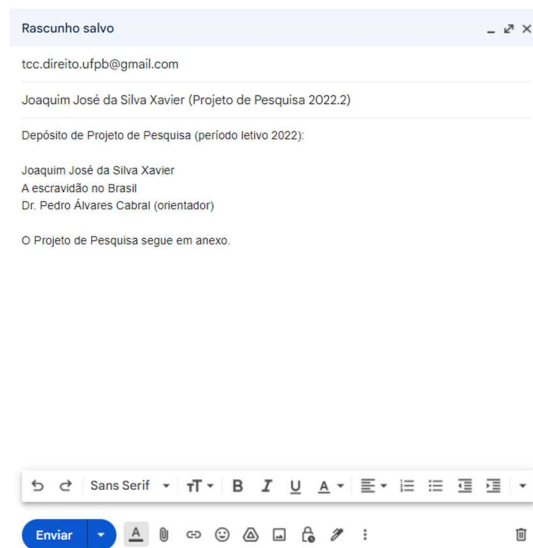 Rascunho salvo
tcc.direito.ufpb@gmail.com
Joaquim José da Silva Xavier (Projeto de Pesquisa 2022.2)
Depósito de Projeto de Pesquisa (período letivo 2022):
Joaquim José da Silva Xavier
A escravidão no Brasil
Dr. Pedro Álvares Cabral (orientador)
O Projeto de Pesquisa segue em anexo.
Sans Serif
Enviar